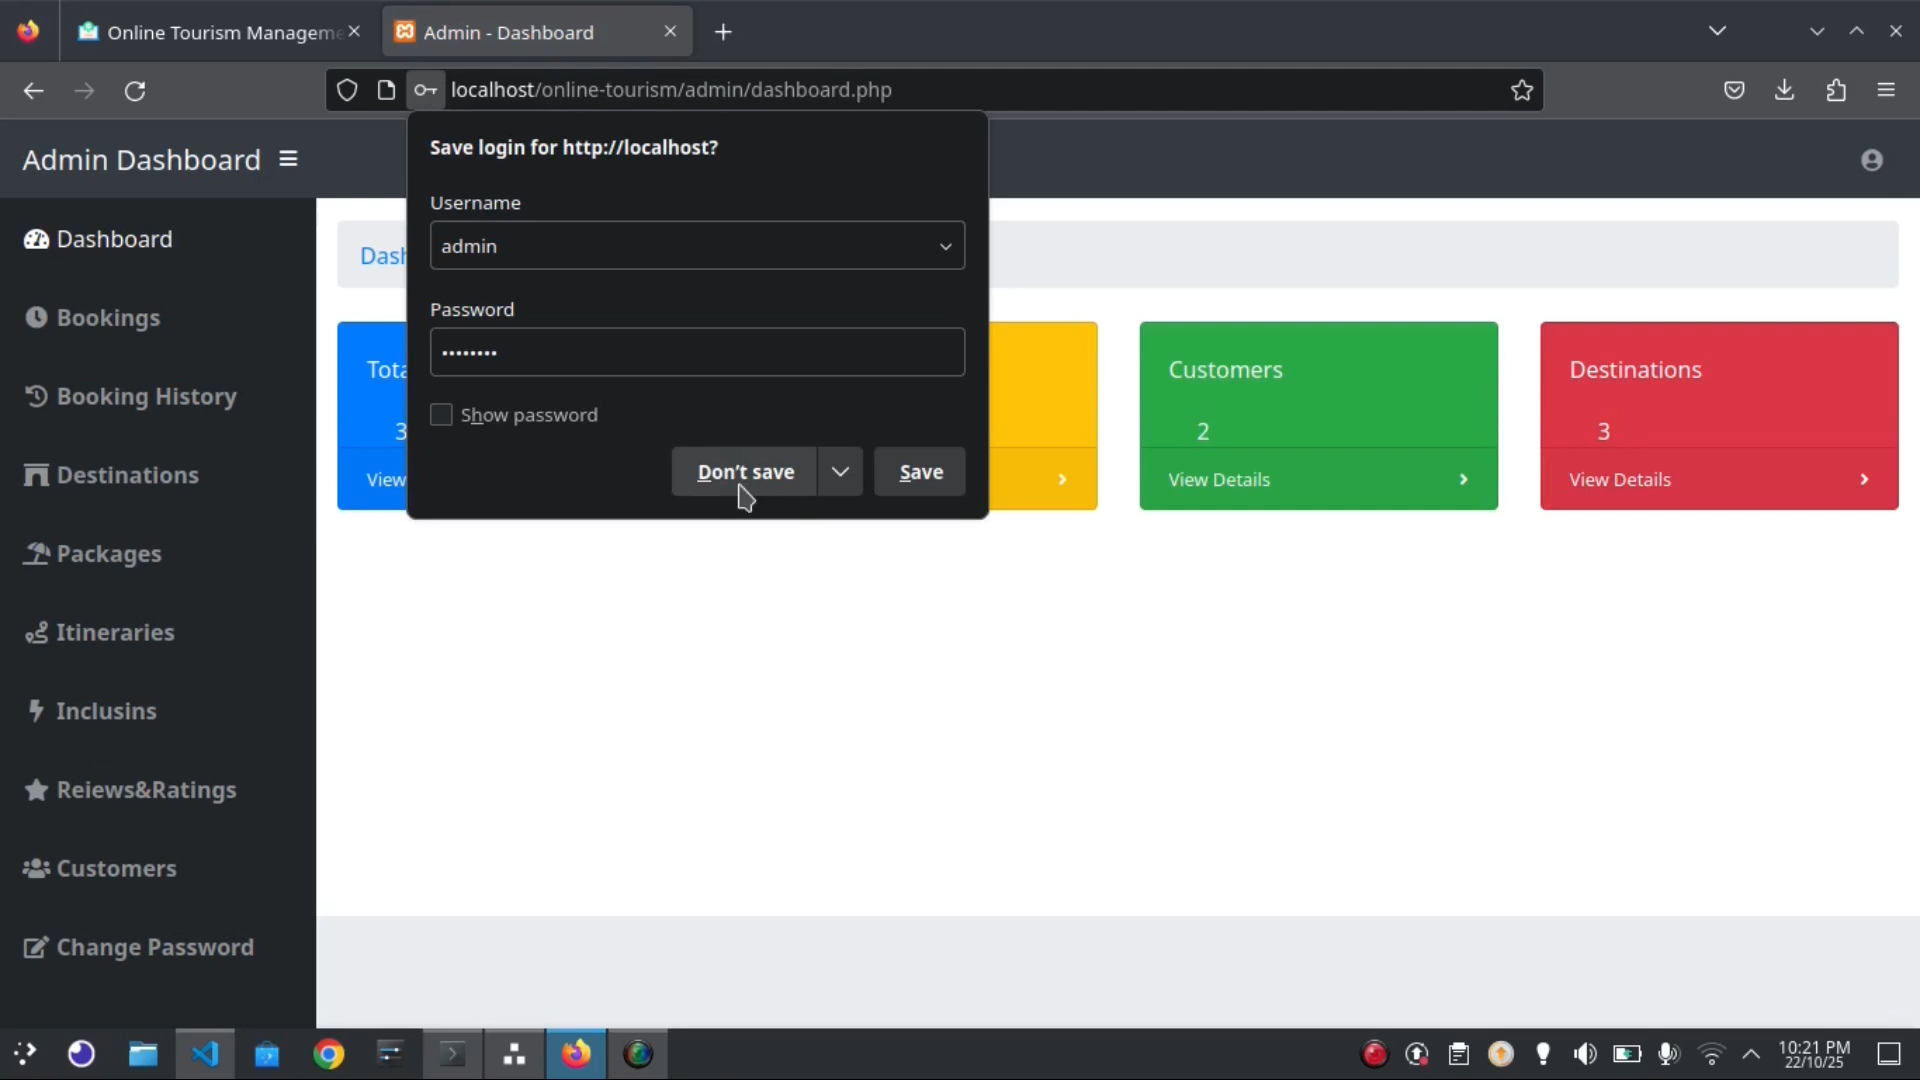 Online Tourism Manageme
Admin - Dashboard
localhost/online-tourism/admin/dashboard.php
Admin Dashboard
Save login for http://localhost?
Username
admin
Password
••••••••
Show password
Don't save
Save
Dashboard
Bookings
Booking History
Destinations
Packages
Itineraries
Inclusins
Reiews&Ratings
Customers
Change Password
Dash
Tota
3
View
Customers
2
View Details
Destinations
3
View Details
10:21 PM
22/10/25